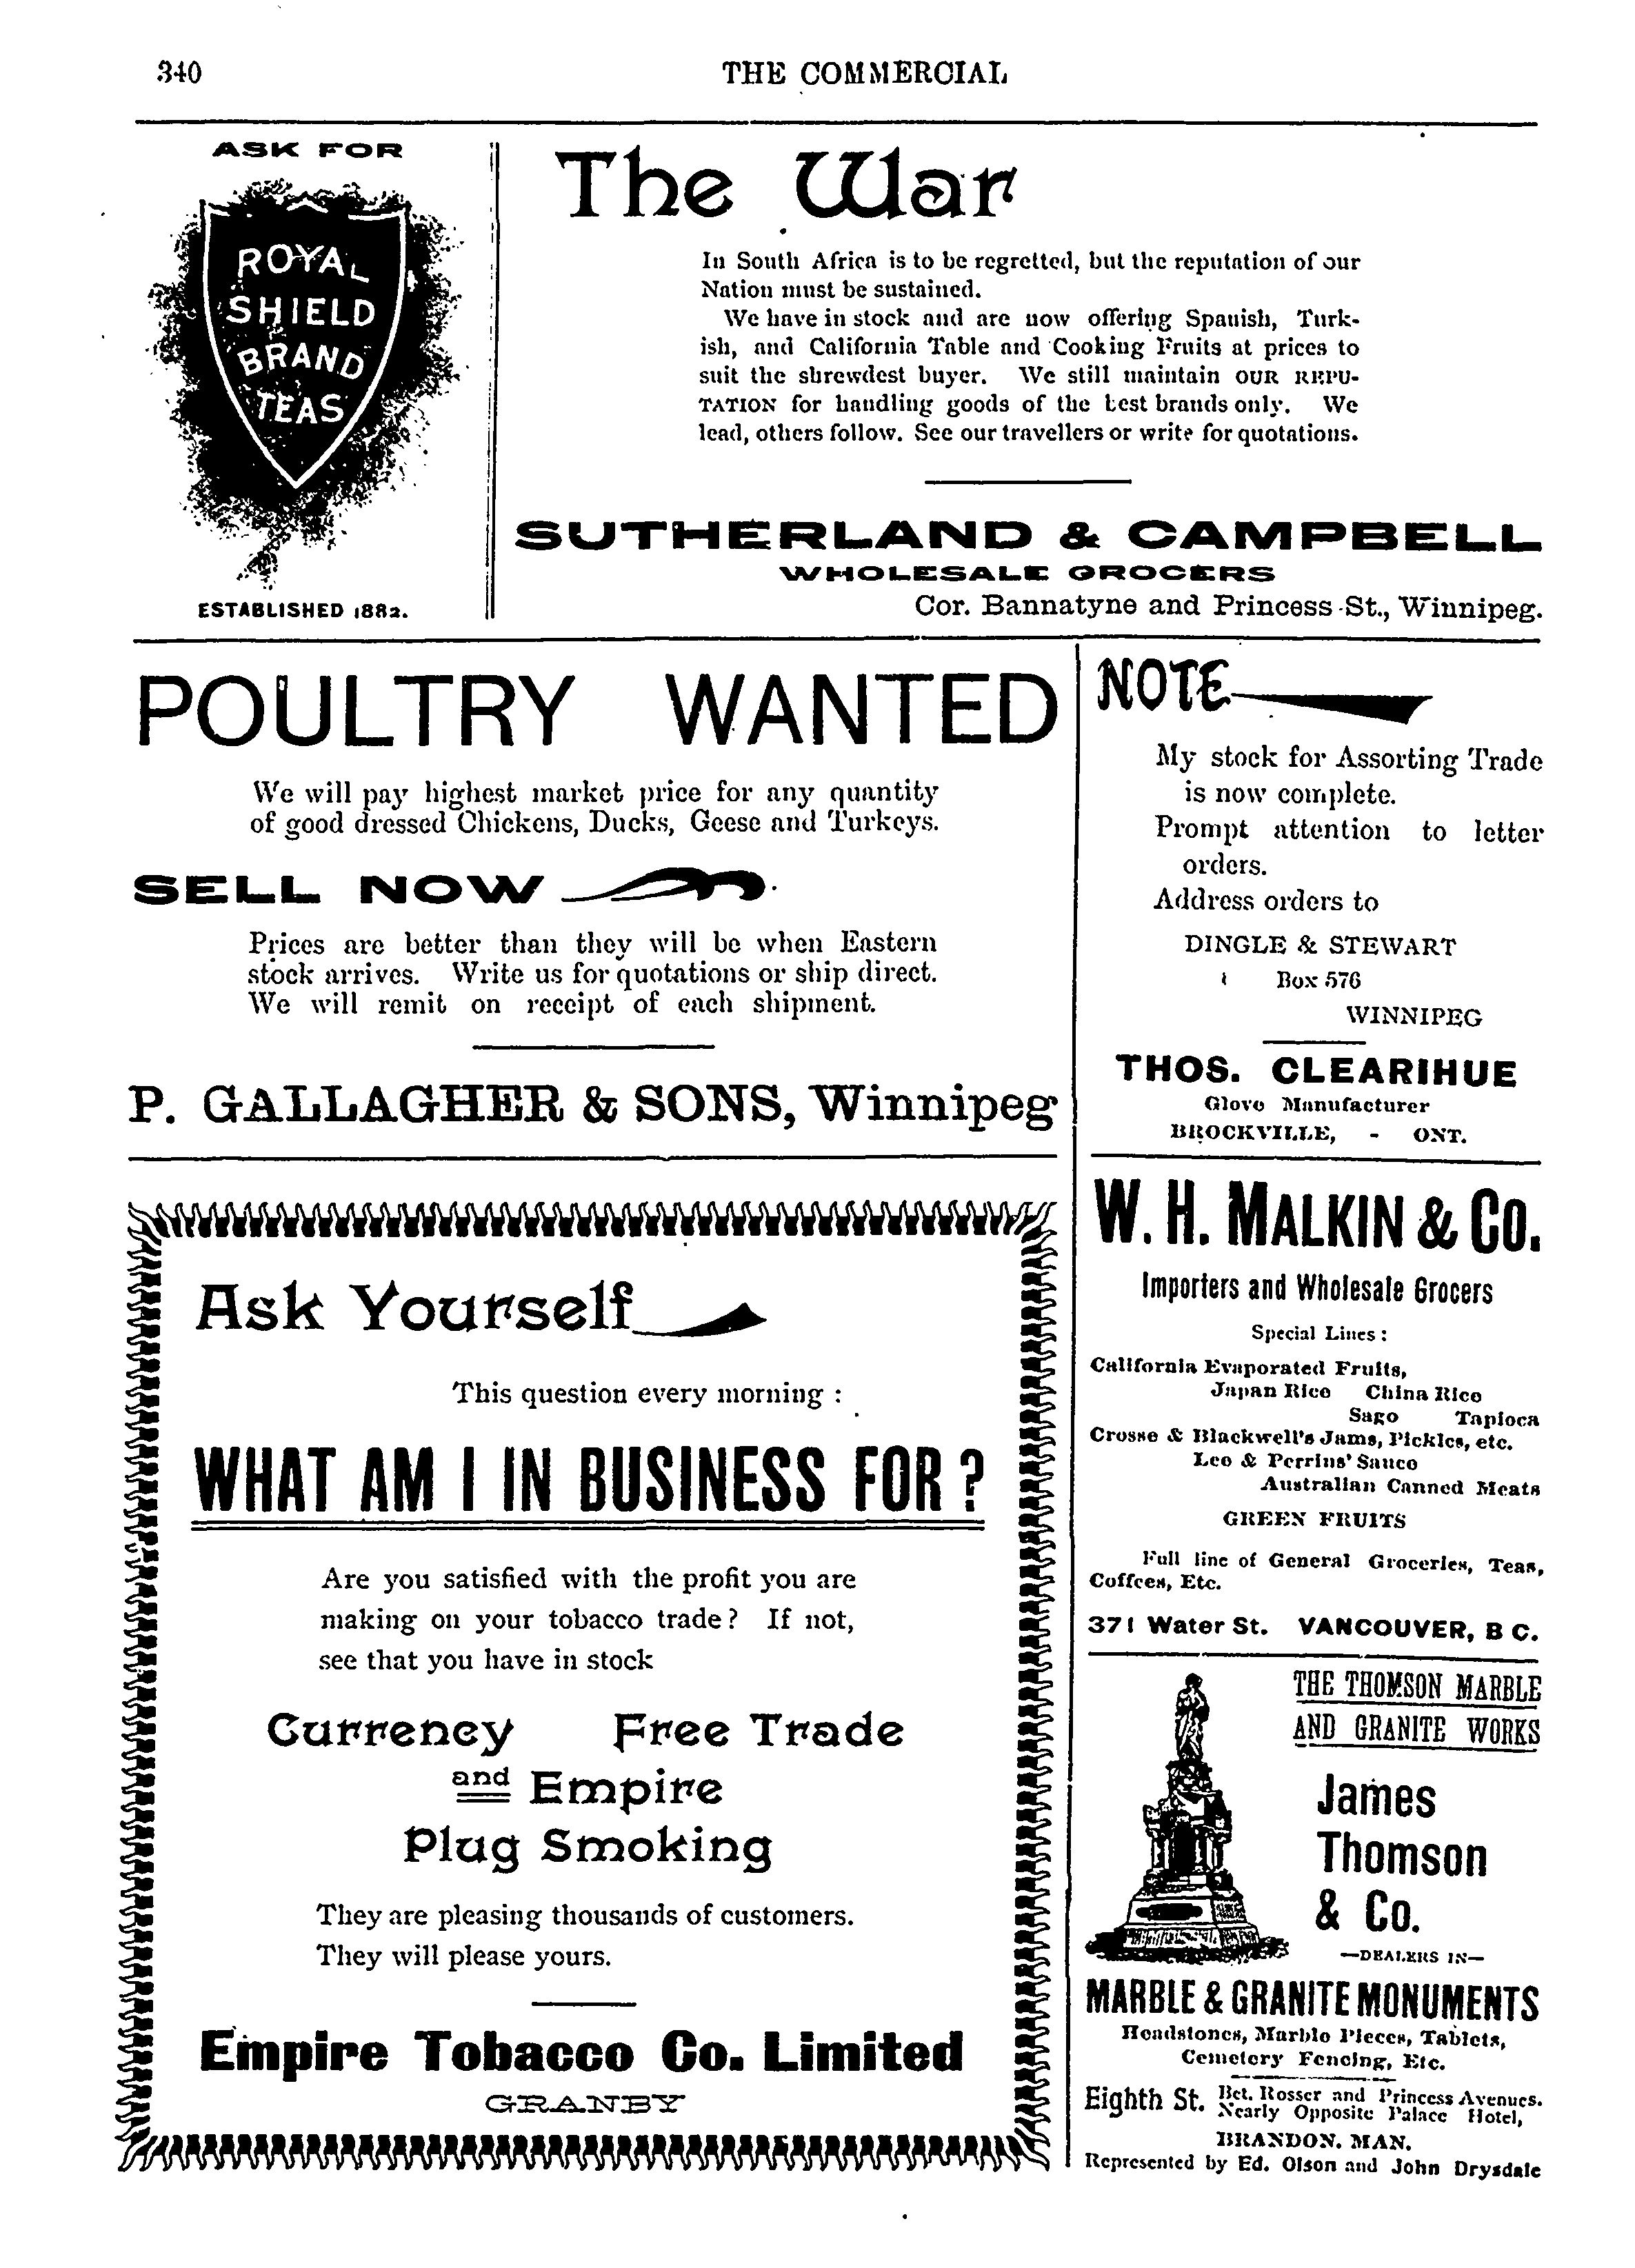 340
THE COMMERCIAL
ASK FOR
ROYAL
SHIELD
BRAND
TEAS
ESTABLISHED 1882.
The War
In South Africa is to be regretted, but the reputation of our
Nation must be sustained.
We have in stock and are now offering Spanish, Turk-
ish, and California Table and Cooking Fruits at prices to
suit the shrewdest buyer. We still maintain OUR REPU-
TATION for handling goods of the best brands only. We
lead, others follow. See our travellers or write for quotations.
SUTHERLAND & CAMPBELL
WHOLESALE GROCERS
Cor. Bannatyne and Princess St., Winnipeg.
POULTRY WANTED
We will pay highest market price for any quantity
of good dressed Chickens, Ducks, Geese and Turkeys.
SELL NOW
Prices are better than they will be when Eastern
stock arrives. Write us for quotations or ship direct.
We will remit on receipt of each shipment.
P. GALLAGHER & SONS, Winnipeg
NOTE
My stock for Assorting Trade
is now complete.
Prompt attention to letter
orders.
Address orders to
DINGLE & STEWART
Box 576
WINNIPEG
THOS. CLEARIHUE
Glove Manufacturer
BROCKVILLE, - ONT.
Ask Yourself
This question every morning :
WHAT AM I IN BUSINESS FOR ?
Are you satisfied with the profit you are
making on your tobacco trade ? If not,
see that you have in stock
Currency Free Trade
and Empire
Plug Smoking
They are pleasing thousands of customers.
They will please yours.
Empire Tobacco Co. Limited
GRANBY
W. H. MALKIN & CO.
Importers and Wholesale Grocers
Special Lines :
California Evaporated Fruits,
Japan Rice China Rice
Sago Tapioca
Crosse & Blackwell's Jams, Pickles, etc.
Lea & Perrins' Sauce
Australian Canned Meats
GREEN FRUITS
Full line of General Groceries, Teas,
Coffees, Etc.
371 Water St. VANCOUVER, B C.
THE THOMSON MARBLE
AND GRANITE WORKS
James
Thomson
& Co.
—DEALERS IN—
MARBLE & GRANITE MONUMENTS
Headstones, Marble Pieces, Tablets,
Cemetery Fencing, Etc.
Eighth St. Bet. Rosser and Princess Avenues.
Nearly Opposite Palace Hotel,
BRANDON. MAN.
Represented by Ed. Olson and John Drysdale